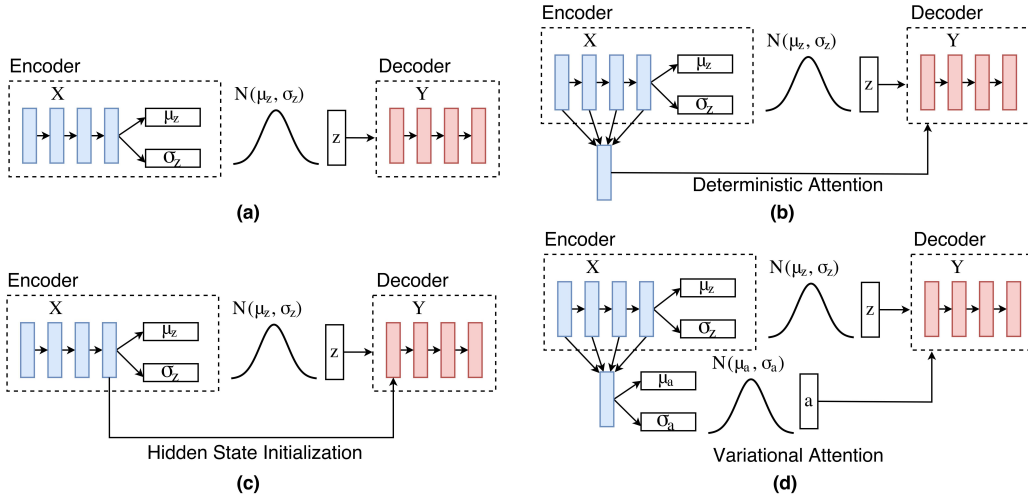 Encoder
X
μz
σz
N(μz, σz)
z
Decoder
Y
(a)
Encoder
X
μz
σz
N(μz, σz)
z
Decoder
Y
Deterministic Attention
(b)
Encoder
X
μz
σz
N(μz, σz)
z
Decoder
Y
Hidden State Initialization
(c)
Encoder
X
μz
σz
N(μz, σz)
z
Decoder
Y
μa
σa
N(μa, σa)
a
Variational Attention
(d)